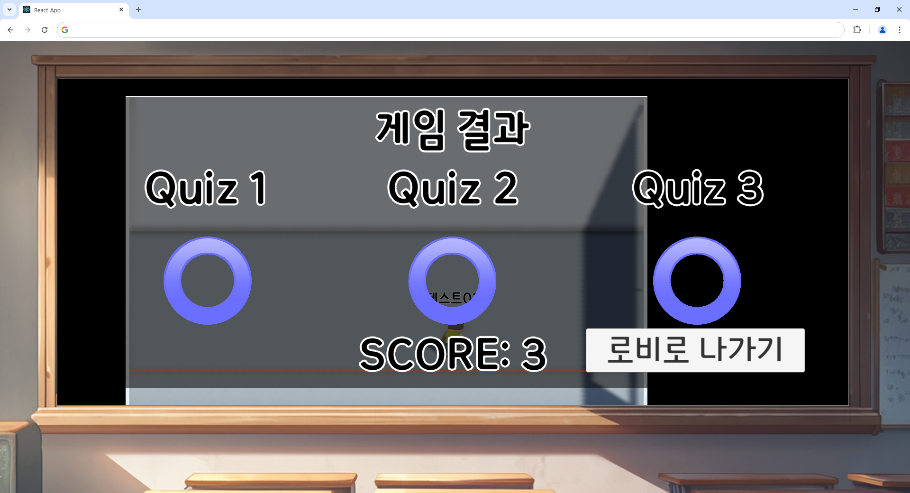 React App
게임 결과
Quiz 1
Quiz 2
Quiz 3
SCORE: 3
로비로 나가기